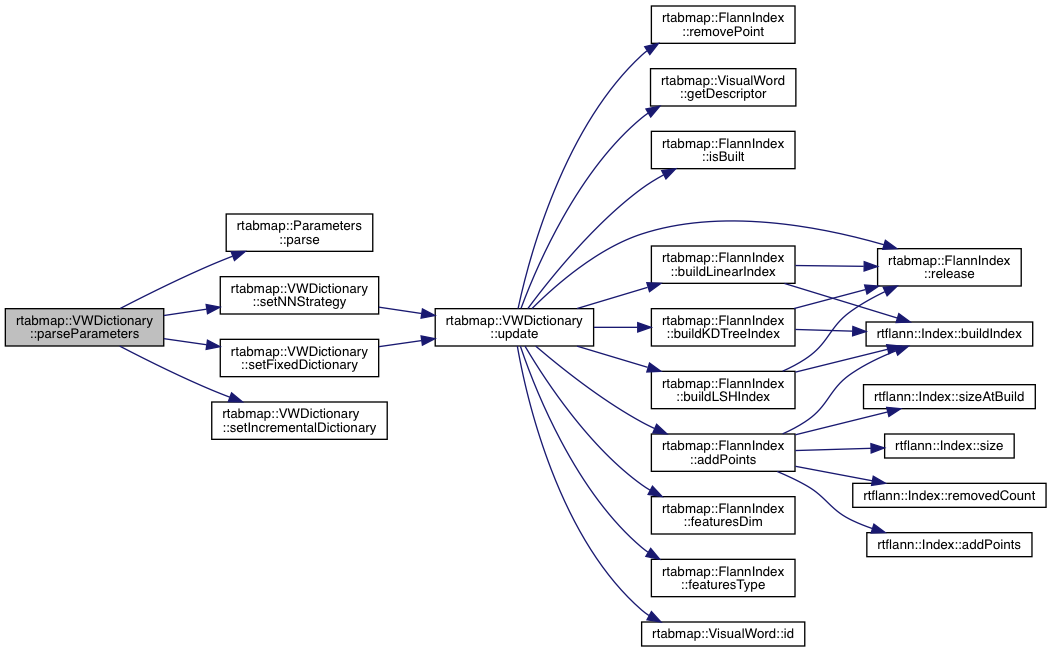 rtabmap::VWDictionary
::parseParameters
rtabmap::Parameters
::parse
rtabmap::VWDictionary
::setNNStrategy
rtabmap::VWDictionary
::setFixedDictionary
rtabmap::VWDictionary
::setIncrementalDictionary
rtabmap::VWDictionary
::update
rtabmap::FlannIndex
::removePoint
rtabmap::VisualWord
::getDescriptor
rtabmap::FlannIndex
::isBuilt
rtabmap::FlannIndex
::buildLinearIndex
rtabmap::FlannIndex
::buildKDTreeIndex
rtabmap::FlannIndex
::buildLSHIndex
rtabmap::FlannIndex
::addPoints
rtabmap::FlannIndex
::featuresDim
rtabmap::FlannIndex
::featuresType
rtabmap::VisualWord::id
rtabmap::FlannIndex
::release
rtflann::Index::buildIndex
rtflann::Index::sizeAtBuild
rtflann::Index::size
rtflann::Index::removedCount
rtflann::Index::addPoints